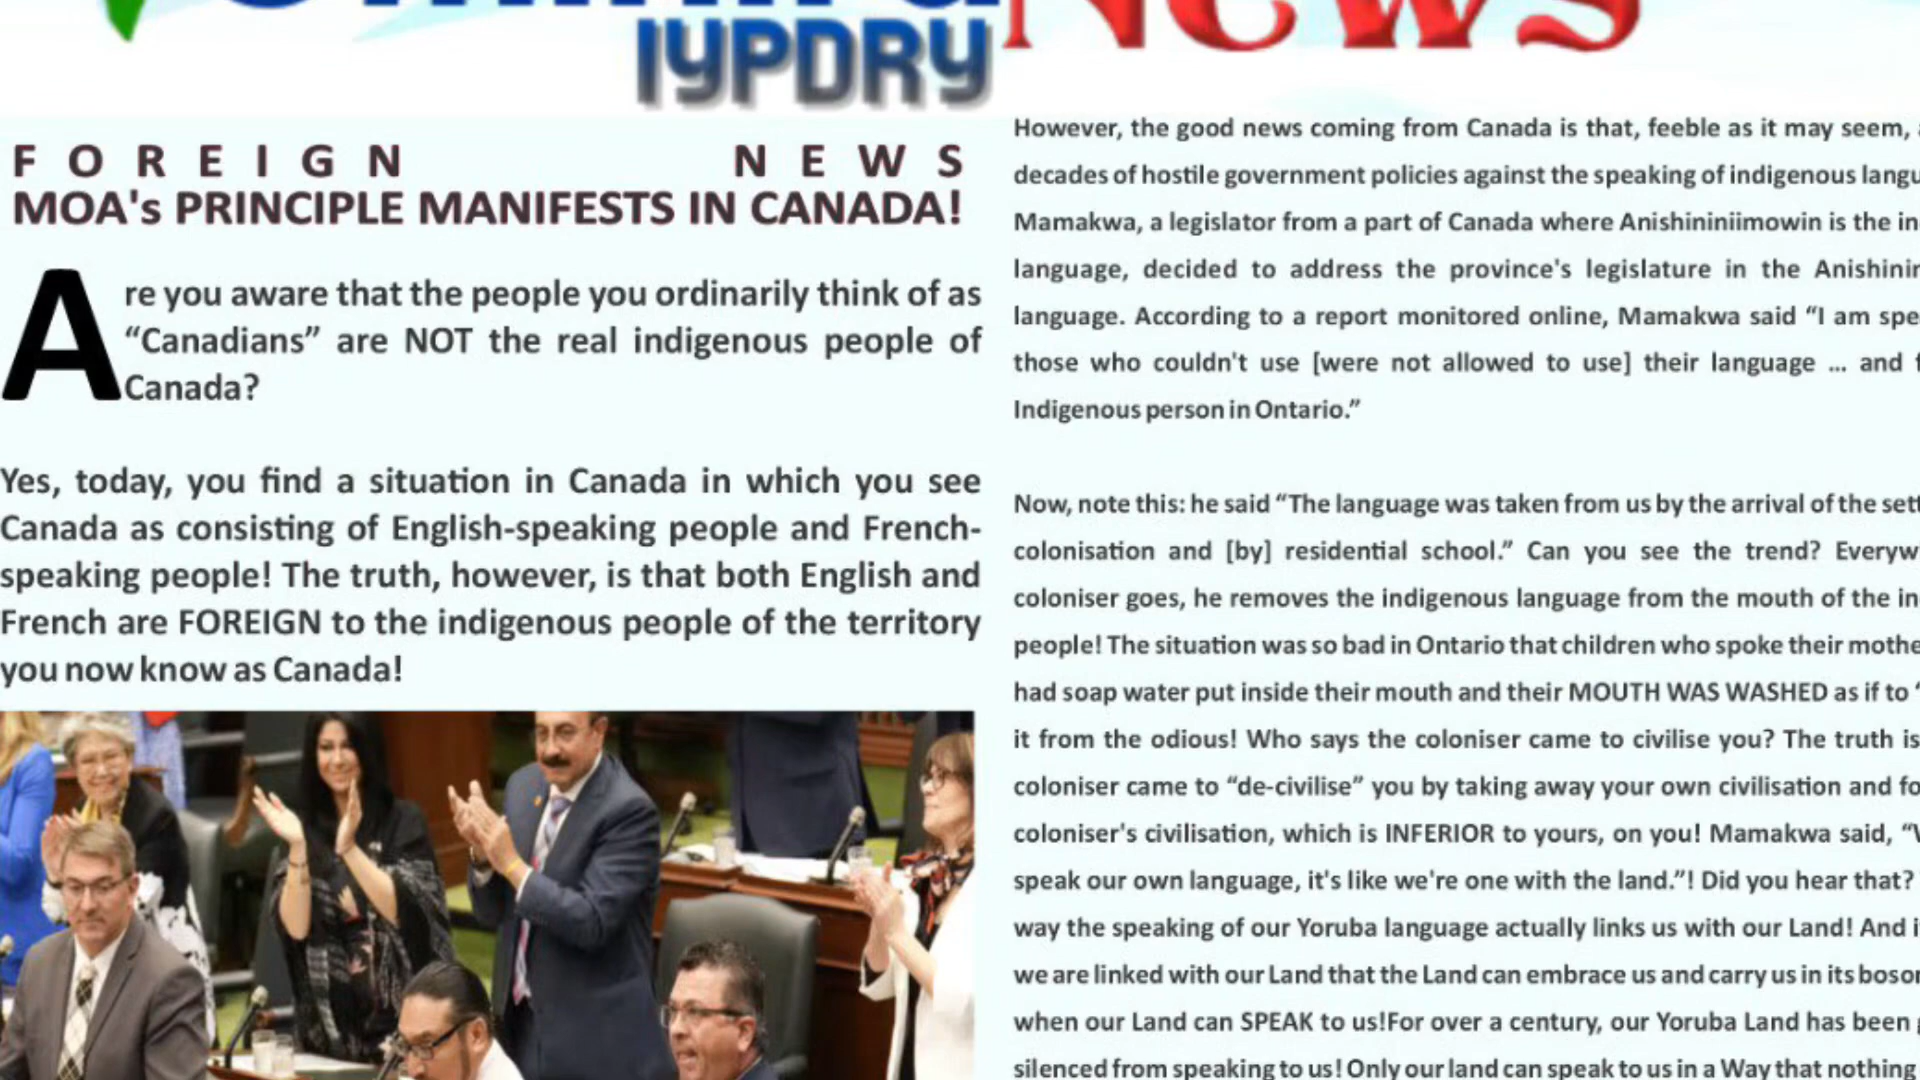 IYPDRY
News
FOREIGN NEWS
MOA's PRINCIPLE MANIFESTS IN CANADA!
Are you aware that the people you ordinarily think of as
“Canadians” are NOT the real indigenous people of
Canada?
Yes, today, you find a situation in Canada in which you see
Canada as consisting of English-speaking people and French-
speaking people! The truth, however, is that both English and
French are FOREIGN to the indigenous people of the territory
you now know as Canada!
However, the good news coming from Canada is that, feeble as it may seem,
decades of hostile government policies against the speaking of indigenous
Mamakwa, a legislator from a part of Canada where Anishininiimowin is the
language, decided to address the province's legislature in the
language. According to a report monitored online, Mamakwa said “I am
those who couldn't use [were not allowed to use] their language ... and
Indigenous person in Ontario.”
Now, note this: he said “The language was taken from us by the arrival of the
colonisation and [by] residential school.” Can you see the trend?
coloniser goes, he removes the indigenous language from the mouth of the
people! The situation was so bad in Ontario that children who spoke their
had soap water put inside their mouth and their MOUTH WAS WASHED as if to
it from the odious! Who says the coloniser came to civilise you? The truth is
coloniser came to “de-civilise” you by taking away your own civilisation and
coloniser's civilisation, which is INFERIOR to yours, on you! Mamakwa said,
speak our own language, it's like we're one with the land.”! Did you hear that?
way the speaking of our Yoruba language actually links us with our Land! And
we are linked with our Land that the Land can embrace us and carry us in its
when our Land can SPEAK to us!For over a century, our Yoruba Land has been
silenced from speaking to us! Only our land can speak to us in a Way that nothing